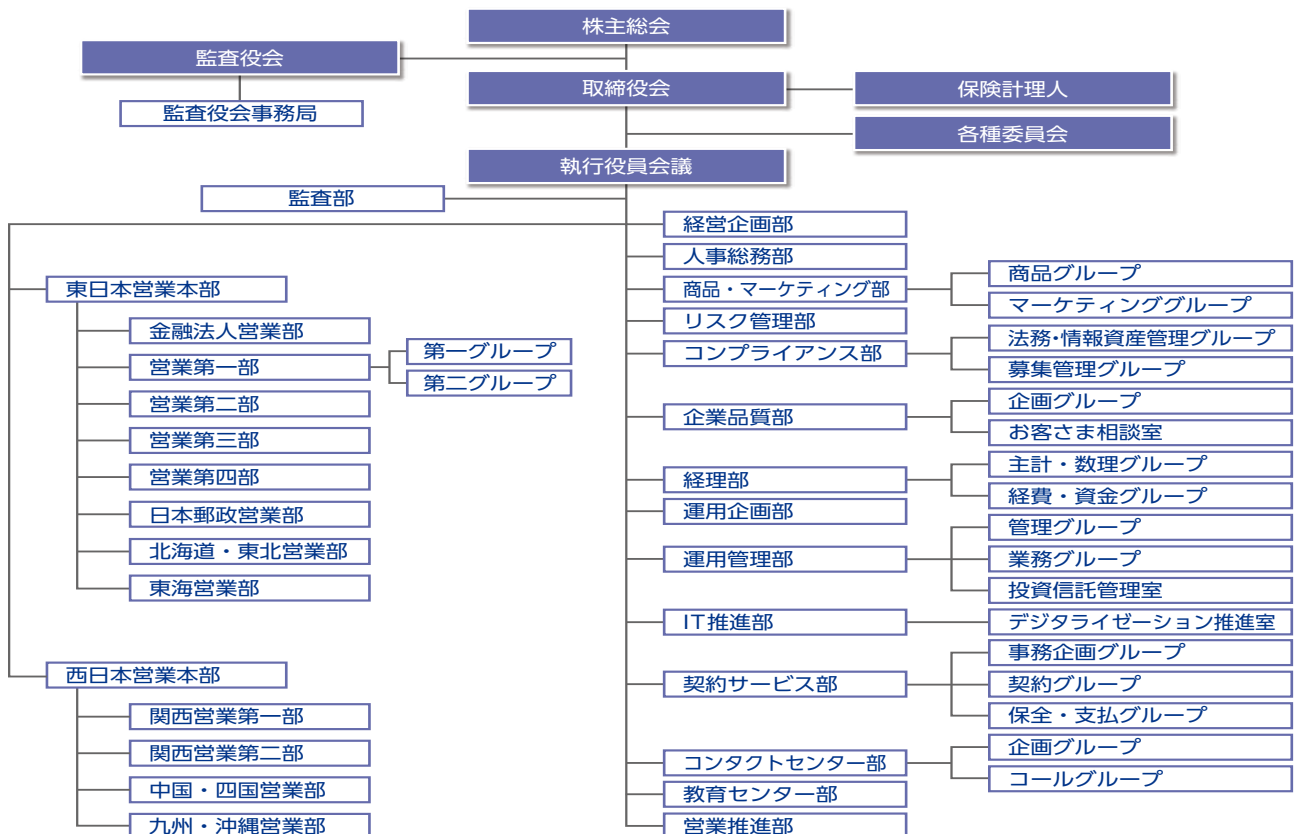 株主総会
監査役会
取締役会
保険計理人
監査役会事務局
各種委員会
執行役員会議
監査部
経営企画部
人事総務部
商品・マーケティング部
商品グループ
マーケティンググループ
リスク管理部
コンプライアンス部
法務・情報資産管理グループ
募集管理グループ
企業品質部
企画グループ
お客さま相談室
経理部
主計・数理グループ
経費・資金グループ
運用企画部
運用管理部
管理グループ
業務グループ
投資信託管理室
IT推進部
デジタライゼーション推進室
契約サービス部
事務企画グループ
契約グループ
保全・支払グループ
コンタクトセンター部
企画グループ
コールグループ
教育センター部
営業推進部
東日本営業本部
金融法人営業部
営業第一部
第一グループ
第二グループ
営業第二部
営業第三部
営業第四部
日本郵政営業部
北海道・東北営業部
東海営業部
西日本営業本部
関西営業第一部
関西営業第二部
中国・四国営業部
九州・沖縄営業部